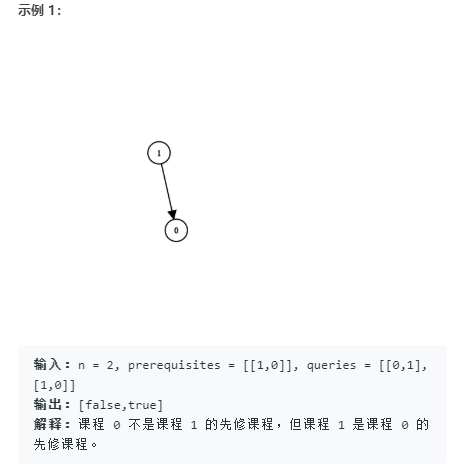 示例 1：
1
0
输入：n = 2, prerequisites = [[1,0]], queries = [[0,1],
[1,0]]
输出：[false,true]
解释：课程 0 不是课程 1 的先修课程，但课程 1 是课程 0 的
先修课程。